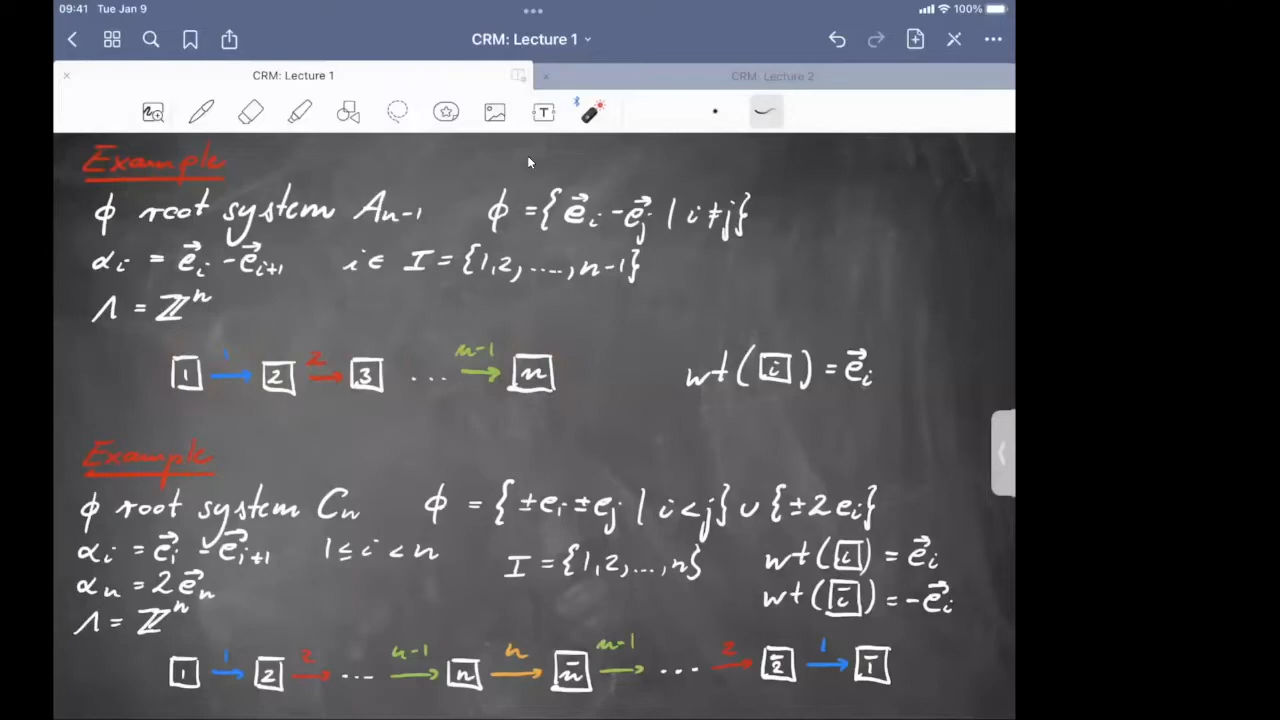 09:41 Tue Jan 9 100%
CRM: Lecture 1
CRM: Lecture 1 CRM: Lecture 2
T
Example
ϕ root system Aₙ₋₁ ϕ = {e⃗ᵢ - e⃗ⱼ | i ≠ j}
αᵢ = e⃗ᵢ - e⃗ᵢ₊₁ i ∈ I = {1,2,....,n-1}
Λ = ℤⁿ
1 2 n-1
1 → 2 → 3 ... → n wt(i) = e⃗ᵢ
Example
ϕ root system Cₙ ϕ = {±eᵢ ± eⱼ | i < j} ∪ {±2eᵢ}
αᵢ = e⃗ᵢ - e⃗ᵢ₊₁ 1 ≤ i < n I = {1,2,...,n} wt(i) = e⃗ᵢ
αₙ = 2e⃗ₙ wt(i̅) = -e⃗ᵢ
Λ = ℤⁿ
1 2 n-1 n n-1 2 1
1 → 2 → ... → n → n̅ → ... → 2̅ → 1̅